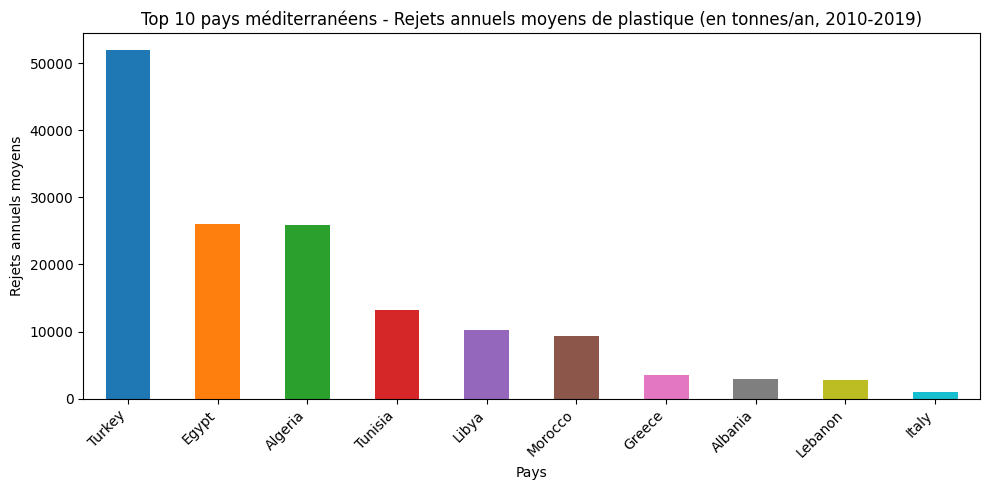 Top 10 pays méditerranéens - Rejets annuels moyens de plastique (en tonnes/an, 2010-2019)
Rejets annuels moyens
50000
40000
30000
20000
10000
0
Turkey
Egypt
Algeria
Tunisia
Libya
Morocco
Greece
Albania
Lebanon
Italy
Pays